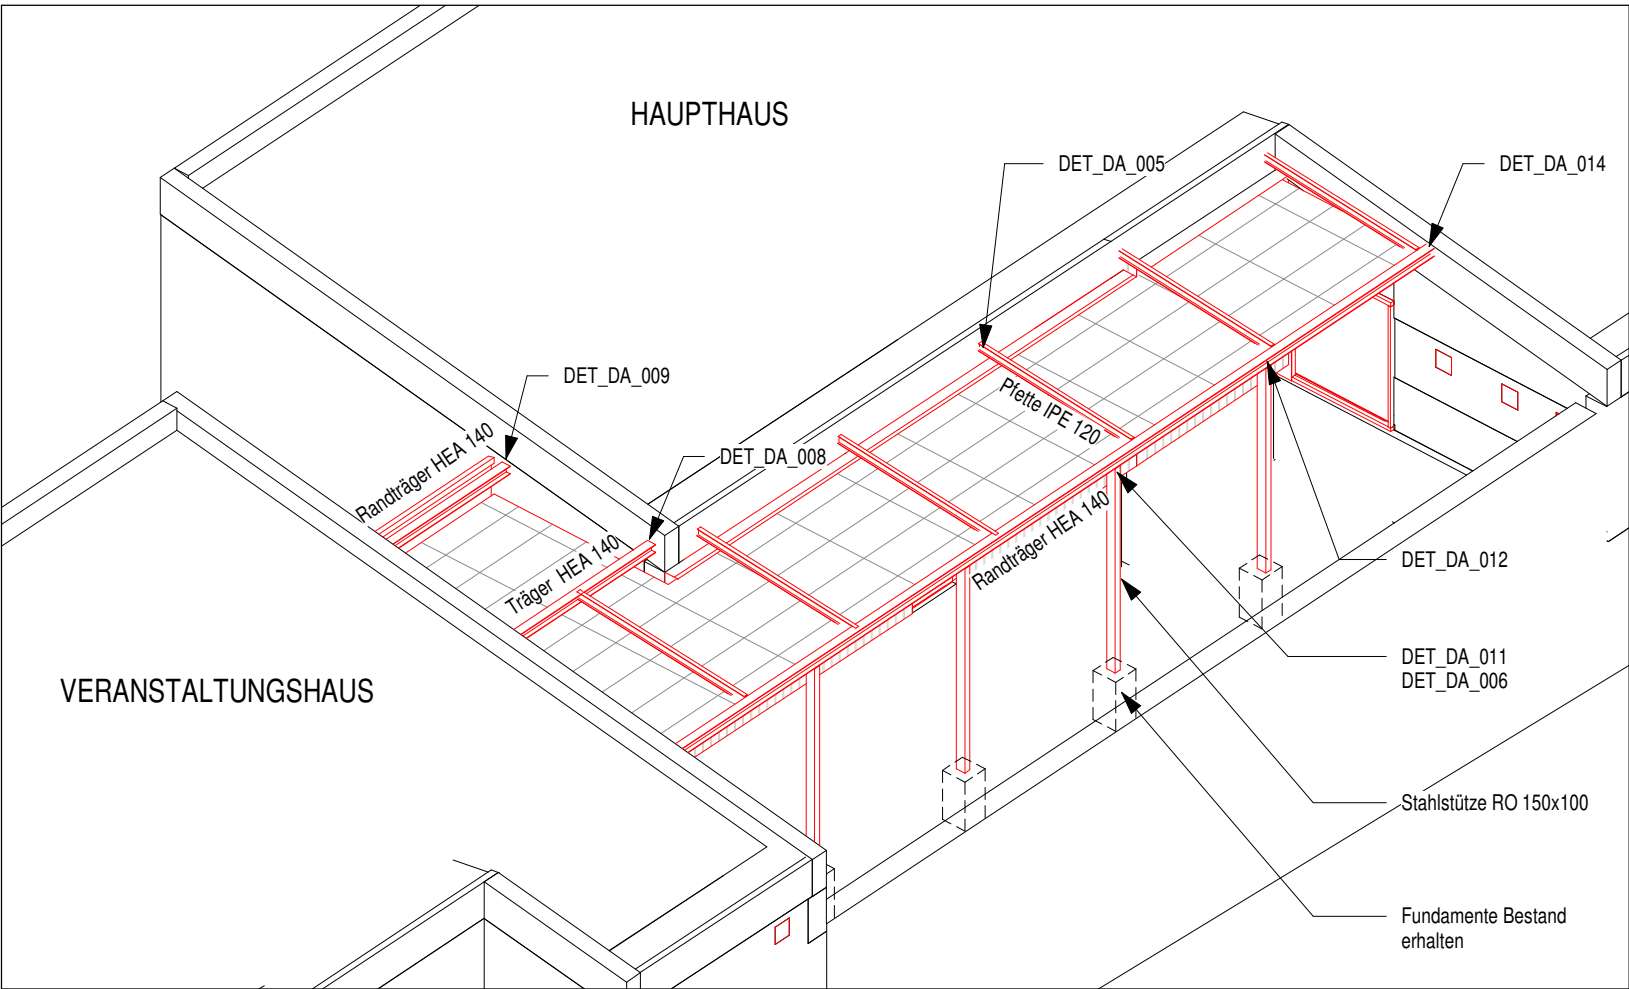 HAUPTHAUS
DET_DA_005
DET_DA_014
DET_DA_009
Pfette IPE 120
Randträger HEA 140
DET_DA_008
Träger HEA 140
Randträger HEA 140
DET_DA_012
DET_DA_011
DET_DA_006
VERANSTALTUNGSHAUS
Stahlstütze RO 150x100
Fundamente Bestand
erhalten